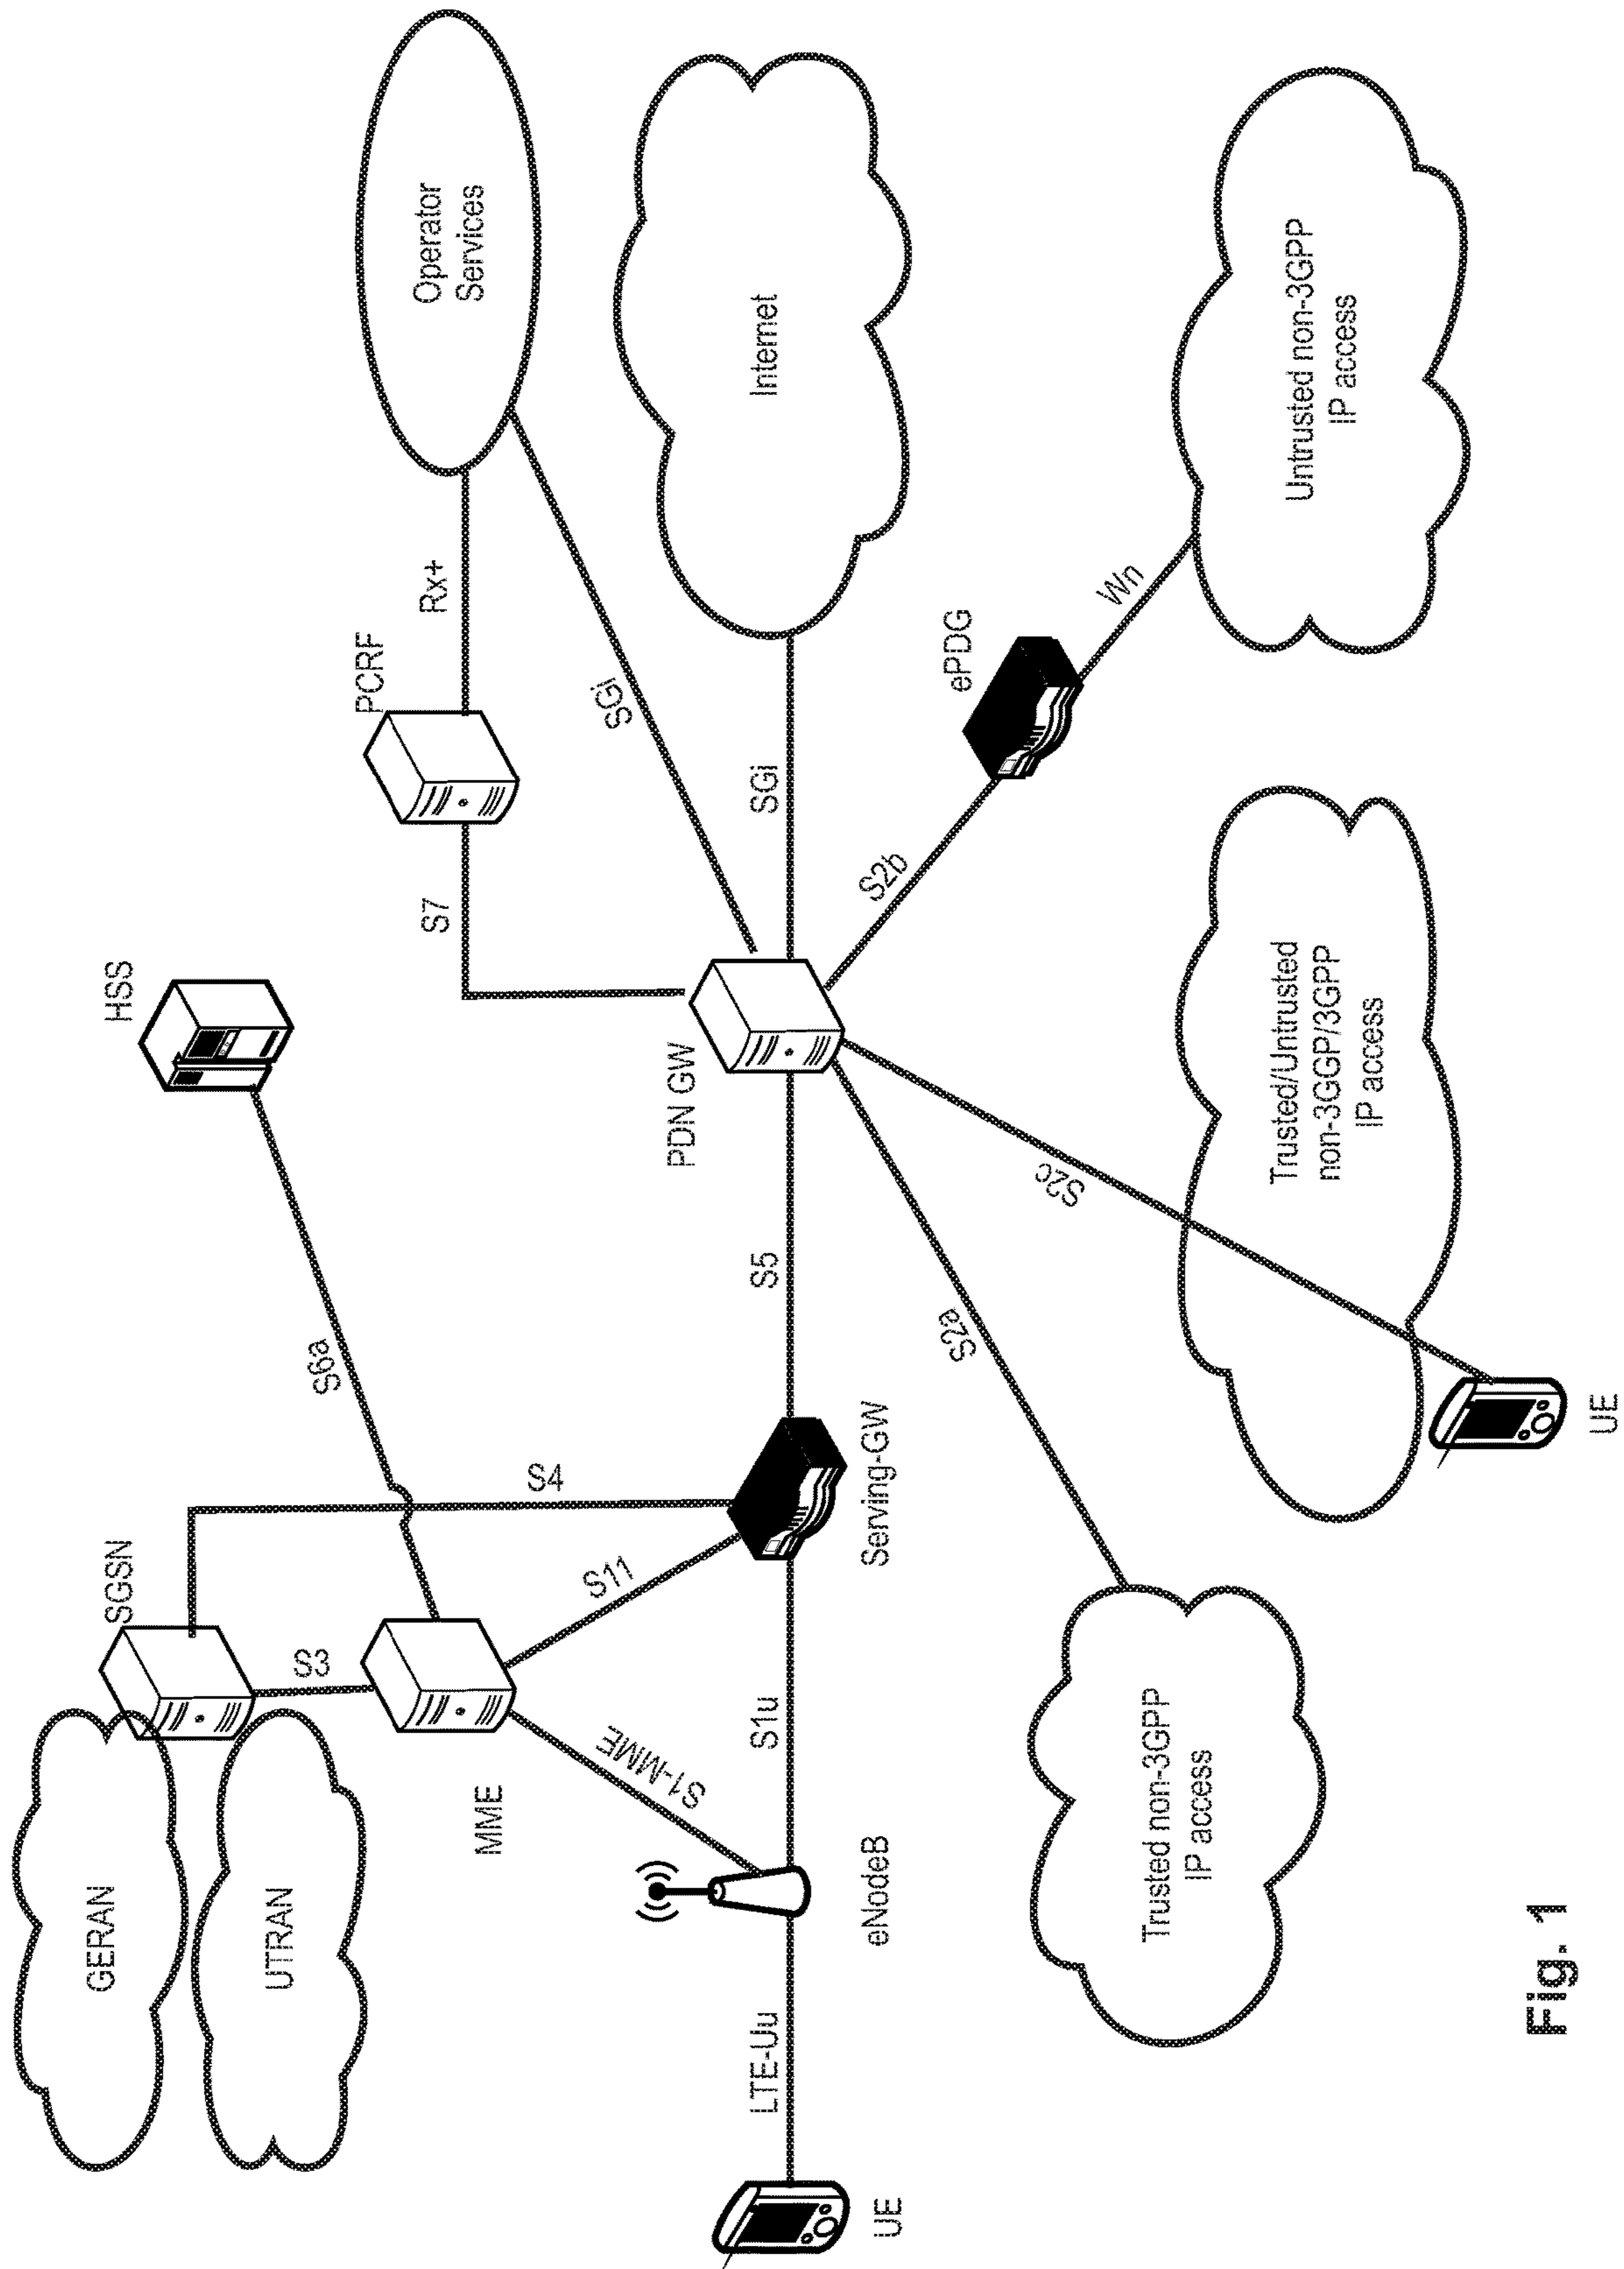 GERAN
SGSN
HSS
UTRAN
S3
S6a
PCRF
S7
Rx+
Operator
Services
MME
S4
S11
S1-MME
SGi
LTE-Uu
S1u
S5
PDN GW
SGi
Internet
UE
eNodeB
Serving-GW
S2b
ePDG
S2a
S2c
Wn
Trusted non-3GPP
IP access
Trusted/Untrusted
non-3GGP/3GPP
IP access
Untrusted non-3GPP
IP access
UE
Fig. 1